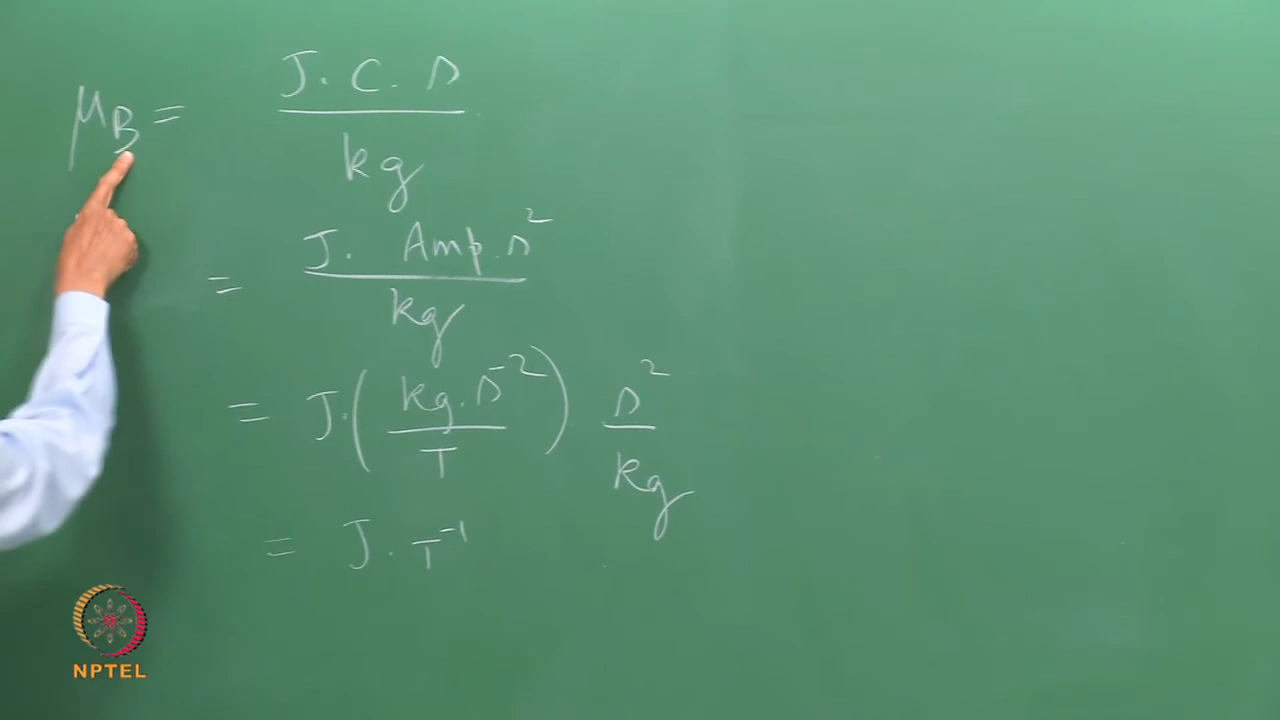 μB = J. C. s / kg
= J. Amp. s² / kg
= J. (kg. s⁻² / T) s² / kg
= J. T⁻¹
NPTEL